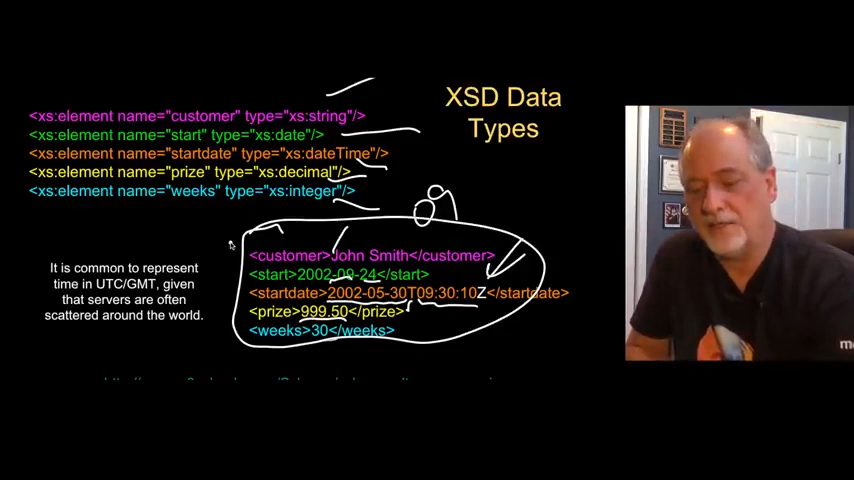 XSD Data
Types
<xs:element name="customer" type="xs:string"/>
<xs:element name="start" type="xs:date"/>
<xs:element name="startdate" type="xs:dateTime"/>
<xs:element name="prize" type="xs:decimal"/>
<xs:element name="weeks" type="xs:integer"/>
09
It is common to represent
time in UTC/GMT, given
that servers are often
scattered around the world.
<customer>John Smith</customer>
<start>2002-09-24</start>
<startdate>2002-05-30T09:30:10Z</startdate>
<prize>999.50</prize>
<weeks>30</weeks>